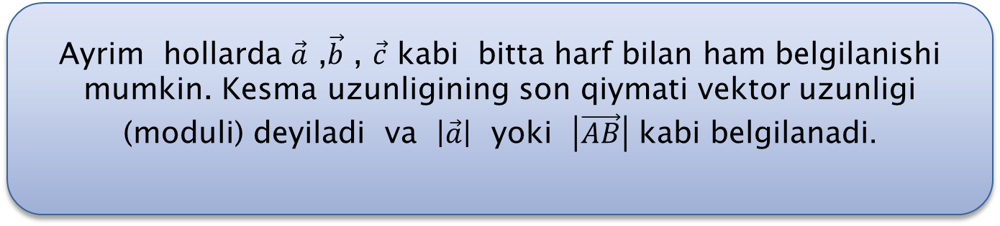 Ayrim hollarda $\vec{a}$ ,$\vec{b}$ , $\vec{c}$ kabi bitta harf bilan ham belgilanishi
mumkin. Kesma uzunligining son qiymati vektor uzunligi
(moduli) deyiladi va $|\vec{a}|$ yoki $|\overrightarrow{AB}|$ kabi belgilanadi.